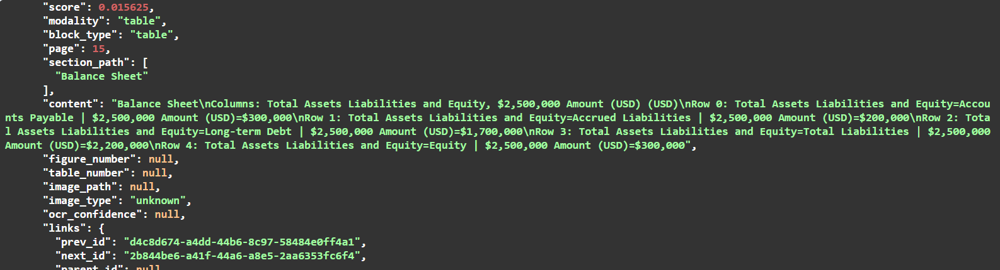 "score": 0.015625,
"modality": "table",
"block_type": "table",
"page": 15,
"section_path": [
"Balance Sheet"
],
"content": "Balance Sheet\nColumns: Total Assets Liabilities and Equity, $2,500,000 Amount (USD) (USD)\nRow 0: Total Assets Liabilities and Equity=Accou
nts Payable | $2,500,000 Amount (USD)=$300,000\nRow 1: Total Assets Liabilities and Equity=Accrued Liabilities | $2,500,000 Amount (USD)=$200,000\nRow 2: Tota
l Assets Liabilities and Equity=Long-term Debt | $2,500,000 Amount (USD)=$1,700,000\nRow 3: Total Assets Liabilities and Equity=Total Liabilities | $2,500,000
Amount (USD)=$2,200,000\nRow 4: Total Assets Liabilities and Equity=Equity | $2,500,000 Amount (USD)=$300,000",
"figure_number": null,
"table_number": null,
"image_path": null,
"image_type": "unknown",
"ocr_confidence": null,
"links": {
"prev_id": "d4c8d674-a4dd-44b6-8c97-58484e0ff4a1",
"next_id": "2b844be6-a41f-44a6-a8e5-2aa6353fc6f4",
"parent_id": null